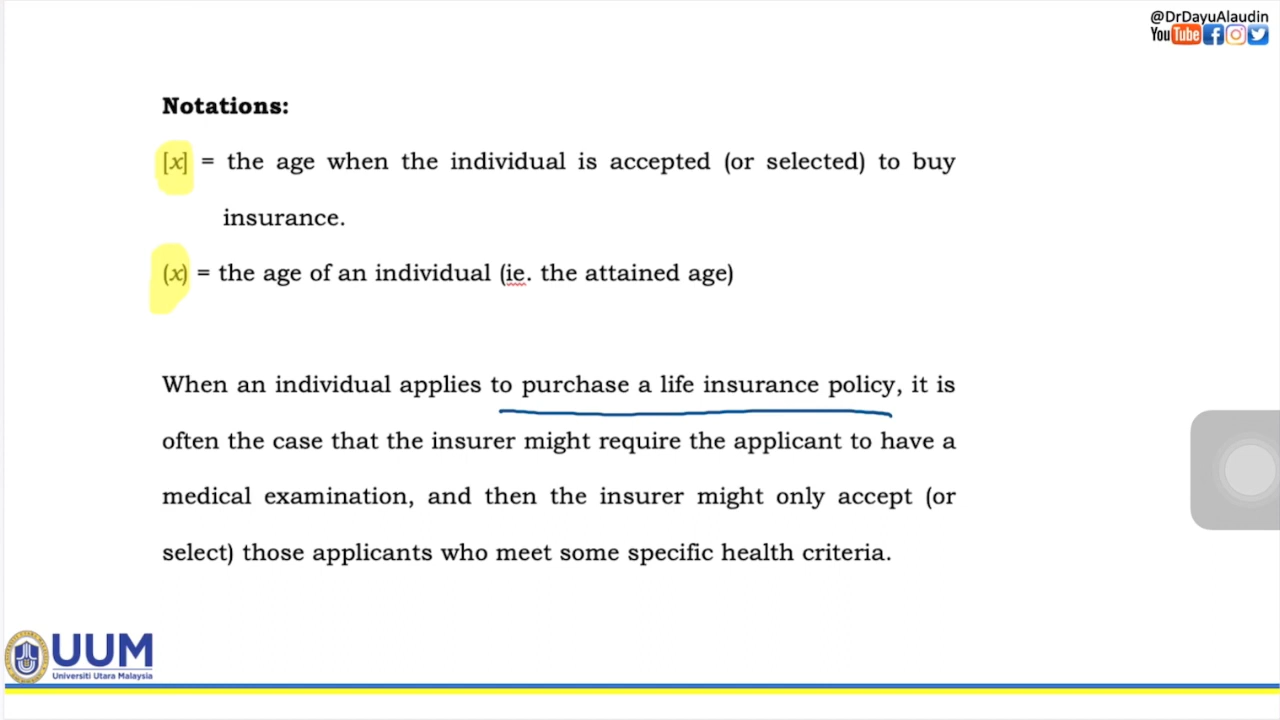 @DrDayuAlaudin
YouTube
Notations:
[x] = the age when the individual is accepted (or selected) to buy
insurance.
(x) = the age of an individual (ie. the attained age)
When an individual applies to purchase a life insurance policy, it is
often the case that the insurer might require the applicant to have a
medical examination, and then the insurer might only accept (or
select) those applicants who meet some specific health criteria.
UUM
Universiti Utara Malaysia